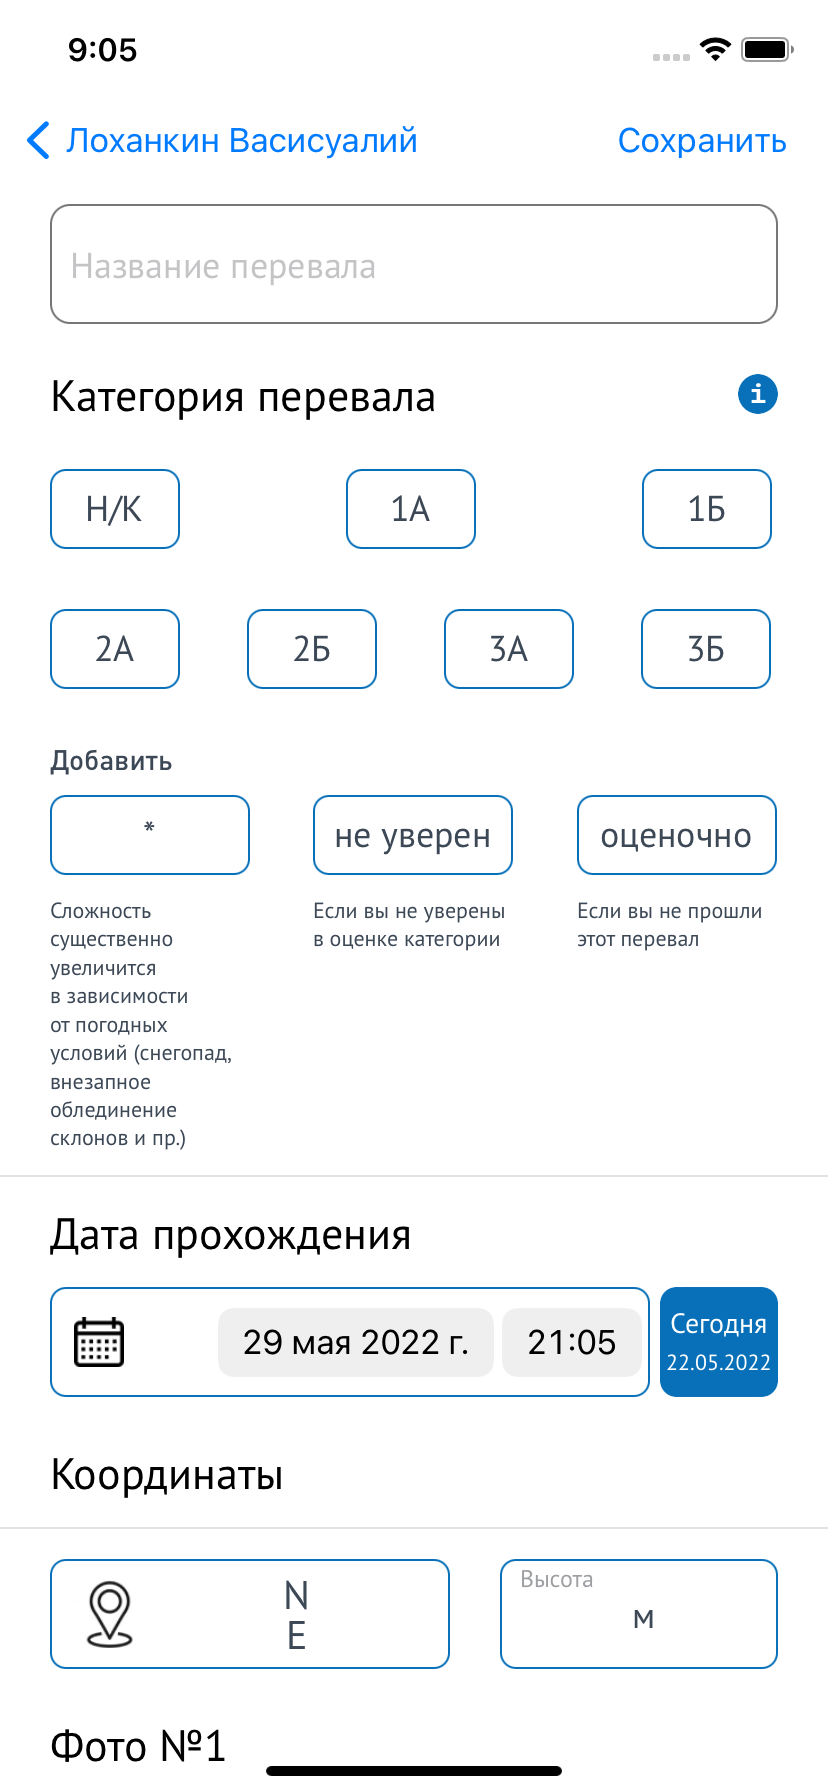 9:05
Лоханкин Васисуалий Сохранить
Название перевала
Категория перевала i
Н/К 1А 1Б
2А 2Б 3А 3Б
Добавить
* не уверен оценочно
Сложность
существенно
увеличится
в зависимости
от погодных
условий (снегопад,
внезапное
облединение
склонов и пр.)
Если вы не уверены
в оценке категории
Если вы не прошли
этот перевал
Дата прохождения
29 мая 2022 г. 21:05
Сегодня
22.05.2022
Координаты
N
E
Высота
м
Фото №1